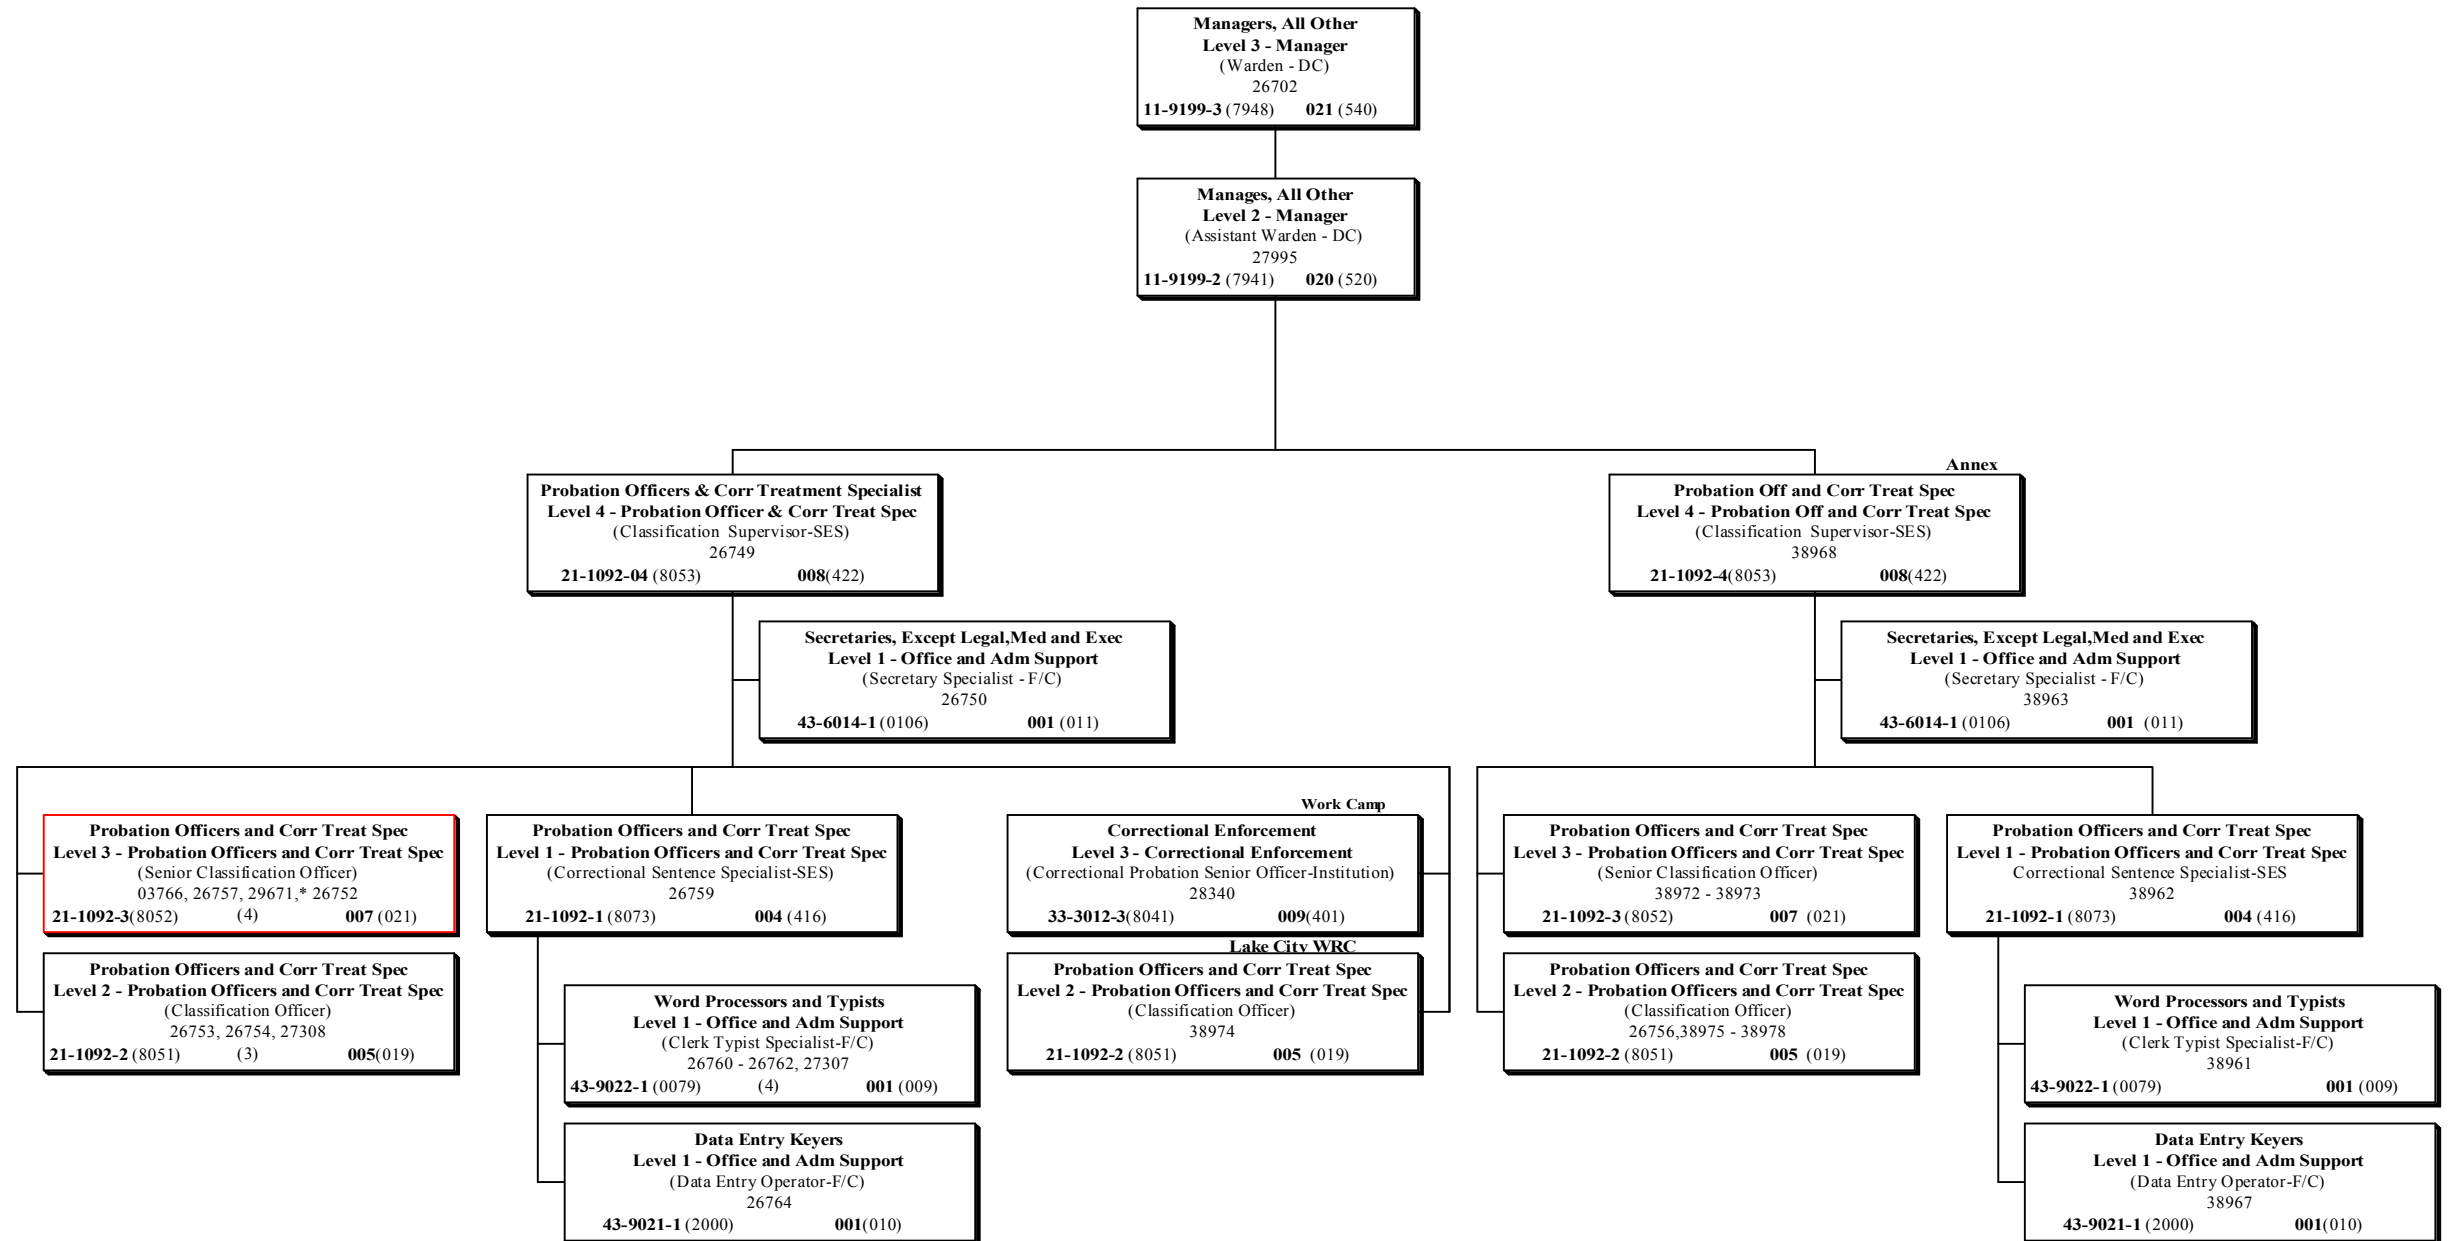 Managers, All Other
Level 3 - Manager
(Warden - DC)
26702
11-9199-3 (7948) 021 (540)
Manages, All Other
Level 2 - Manager
(Assistant Warden - DC)
27995
11-9199-2 (7941) 020 (520)
Probation Officers & Corr Treatment Specialist
Level 4 - Probation Officer & Corr Treat Spec
(Classification Supervisor-SES)
26749
21-1092-04 (8053) 008(422)
Annex
Probation Off and Corr Treat Spec
Level 4 - Probation Off and Corr Treat Spec
(Classification Supervisor-SES)
38968
21-1092-4(8053) 008(422)
Secretaries, Except Legal,Med and Exec
Level 1 - Office and Adm Support
(Secretary Specialist - F/C)
26750
43-6014-1 (0106) 001 (011)
Secretaries, Except Legal,Med and Exec
Level 1 - Office and Adm Support
(Secretary Specialist - F/C)
38963
43-6014-1 (0106) 001 (011)
Probation Officers and Corr Treat Spec
Level 3 - Probation Officers and Corr Treat Spec
(Senior Classification Officer)
03766, 26757, 29671,* 26752
21-1092-3(8052) (4) 007 (021)
Probation Officers and Corr Treat Spec
Level 2 - Probation Officers and Corr Treat Spec
(Classification Officer)
26753, 26754, 27308
21-1092-2 (8051) (3) 005(019)
Probation Officers and Corr Treat Spec
Level 1 - Probation Officers and Corr Treat Spec
(Correctional Sentence Specialist-SES)
26759
21-1092-1 (8073) 004 (416)
Word Processors and Typists
Level 1 - Office and Adm Support
(Clerk Typist Specialist-F/C)
26760 - 26762, 27307
43-9022-1 (0079) (4) 001 (009)
Data Entry Keyers
Level 1 - Office and Adm Support
(Data Entry Operator-F/C)
26764
43-9021-1 (2000) 001(010)
Work Camp
Correctional Enforcement
Level 3 - Correctional Enforcement
(Correctional Probation Senior Officer-Institution)
28340
33-3012-3(8041) 009(401)
Lake City WRC
Probation Officers and Corr Treat Spec
Level 2 - Probation Officers and Corr Treat Spec
(Classification Officer)
38974
21-1092-2 (8051) 005 (019)
Probation Officers and Corr Treat Spec
Level 3 - Probation Officers and Corr Treat Spec
(Senior Classification Officer)
38972 - 38973
21-1092-3 (8052) 007 (021)
Probation Officers and Corr Treat Spec
Level 2 - Probation Officers and Corr Treat Spec
(Classification Officer)
26756,38975 - 38978
21-1092-2 (8051) 005 (019)
Probation Officers and Corr Treat Spec
Level 1 - Probation Officers and Corr Treat Spec
Correctional Sentence Specialist-SES
38962
21-1092-1 (8073) 004 (416)
Word Processors and Typists
Level 1 - Office and Adm Support
(Clerk Typist Specialist-F/C)
38961
43-9022-1 (0079) 001 (009)
Data Entry Keyers
Level 1 - Office and Adm Support
(Data Entry Operator-F/C)
38967
43-9021-1 (2000) 001(010)